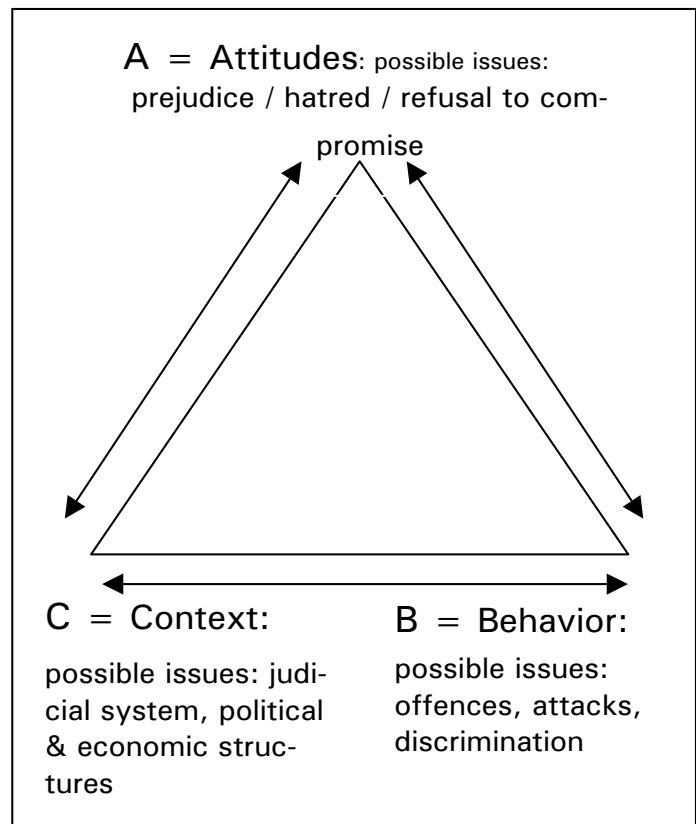 A = Attitudes: possible issues:
prejudice / hatred / refusal to com-
promise
C = Context:
possible issues: judi-
cial system, political
& economic struc-
tures
B = Behavior:
possible issues:
offences, attacks,
discrimination